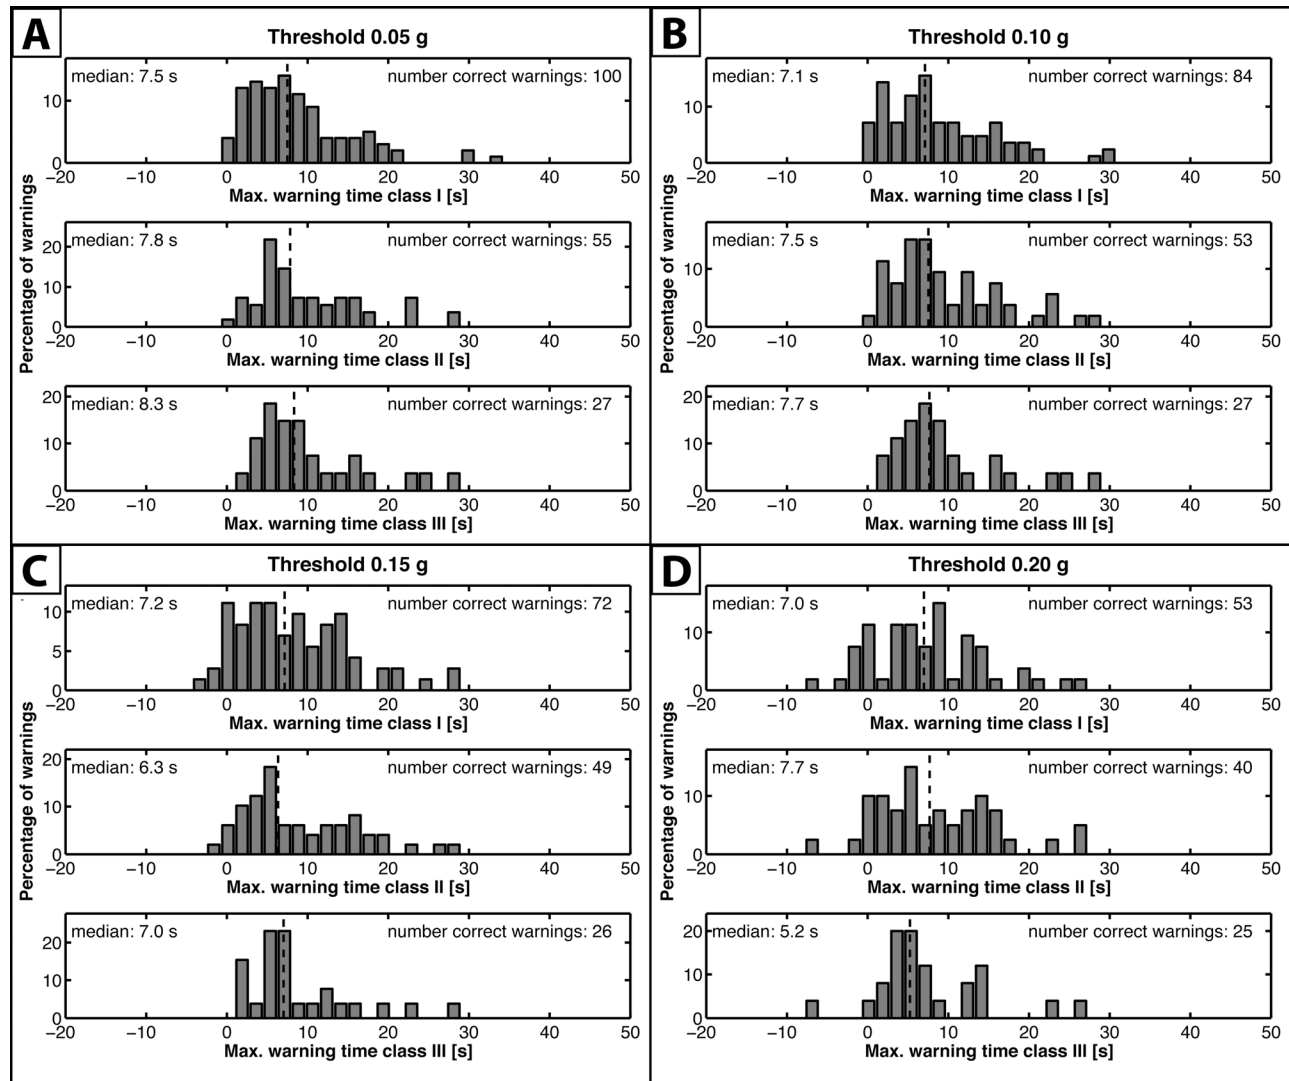 A
Threshold 0.05 g
median: 7.5 s
number correct warnings: 100
10
0
−20 −10 0 10 20 30 40 50
Max. warning time class I [s]
Percentage of warnings
median: 7.8 s
number correct warnings: 55
20
10
0
−20 −10 0 10 20 30 40 50
Max. warning time class II [s]
median: 8.3 s
number correct warnings: 27
20
10
0
−20 −10 0 10 20 30 40 50
Max. warning time class III [s]
B
Threshold 0.10 g
median: 7.1 s
number correct warnings: 84
10
0
−20 −10 0 10 20 30 40 50
Max. warning time class I [s]
Percentage of warnings
median: 7.5 s
number correct warnings: 53
10
0
−20 −10 0 10 20 30 40 50
Max. warning time class II [s]
median: 7.7 s
number correct warnings: 27
20
10
0
−20 −10 0 10 20 30 40 50
Max. warning time class III [s]
C
Threshold 0.15 g
median: 7.2 s
number correct warnings: 72
10
5
0
−20 −10 0 10 20 30 40 50
Max. warning time class I [s]
Percentage of warnings
median: 6.3 s
number correct warnings: 49
20
10
0
−20 −10 0 10 20 30 40 50
Max. warning time class II [s]
median: 7.0 s
number correct warnings: 26
20
10
0
−20 −10 0 10 20 30 40 50
Max. warning time class III [s]
D
Threshold 0.20 g
median: 7.0 s
number correct warnings: 53
10
0
−20 −10 0 10 20 30 40 50
Max. warning time class I [s]
Percentage of warnings
median: 7.7 s
number correct warnings: 40
10
0
−20 −10 0 10 20 30 40 50
Max. warning time class II [s]
median: 5.2 s
number correct warnings: 25
20
10
0
−20 −10 0 10 20 30 40 50
Max. warning time class III [s]